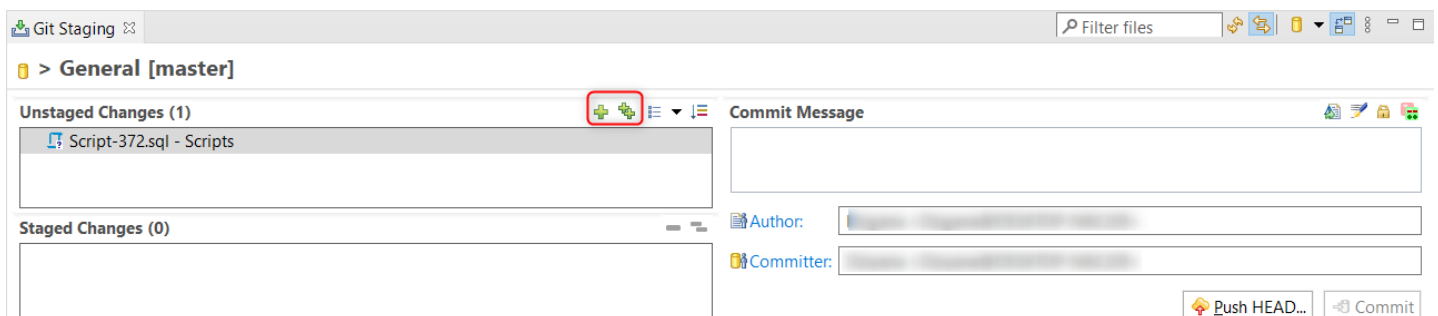 Git Staging
Filter files
> General [master]
Unstaged Changes (1)
Script-372.sql - Scripts
Staged Changes (0)
Commit Message
Author:
Committer:
Push HEAD...
Commit